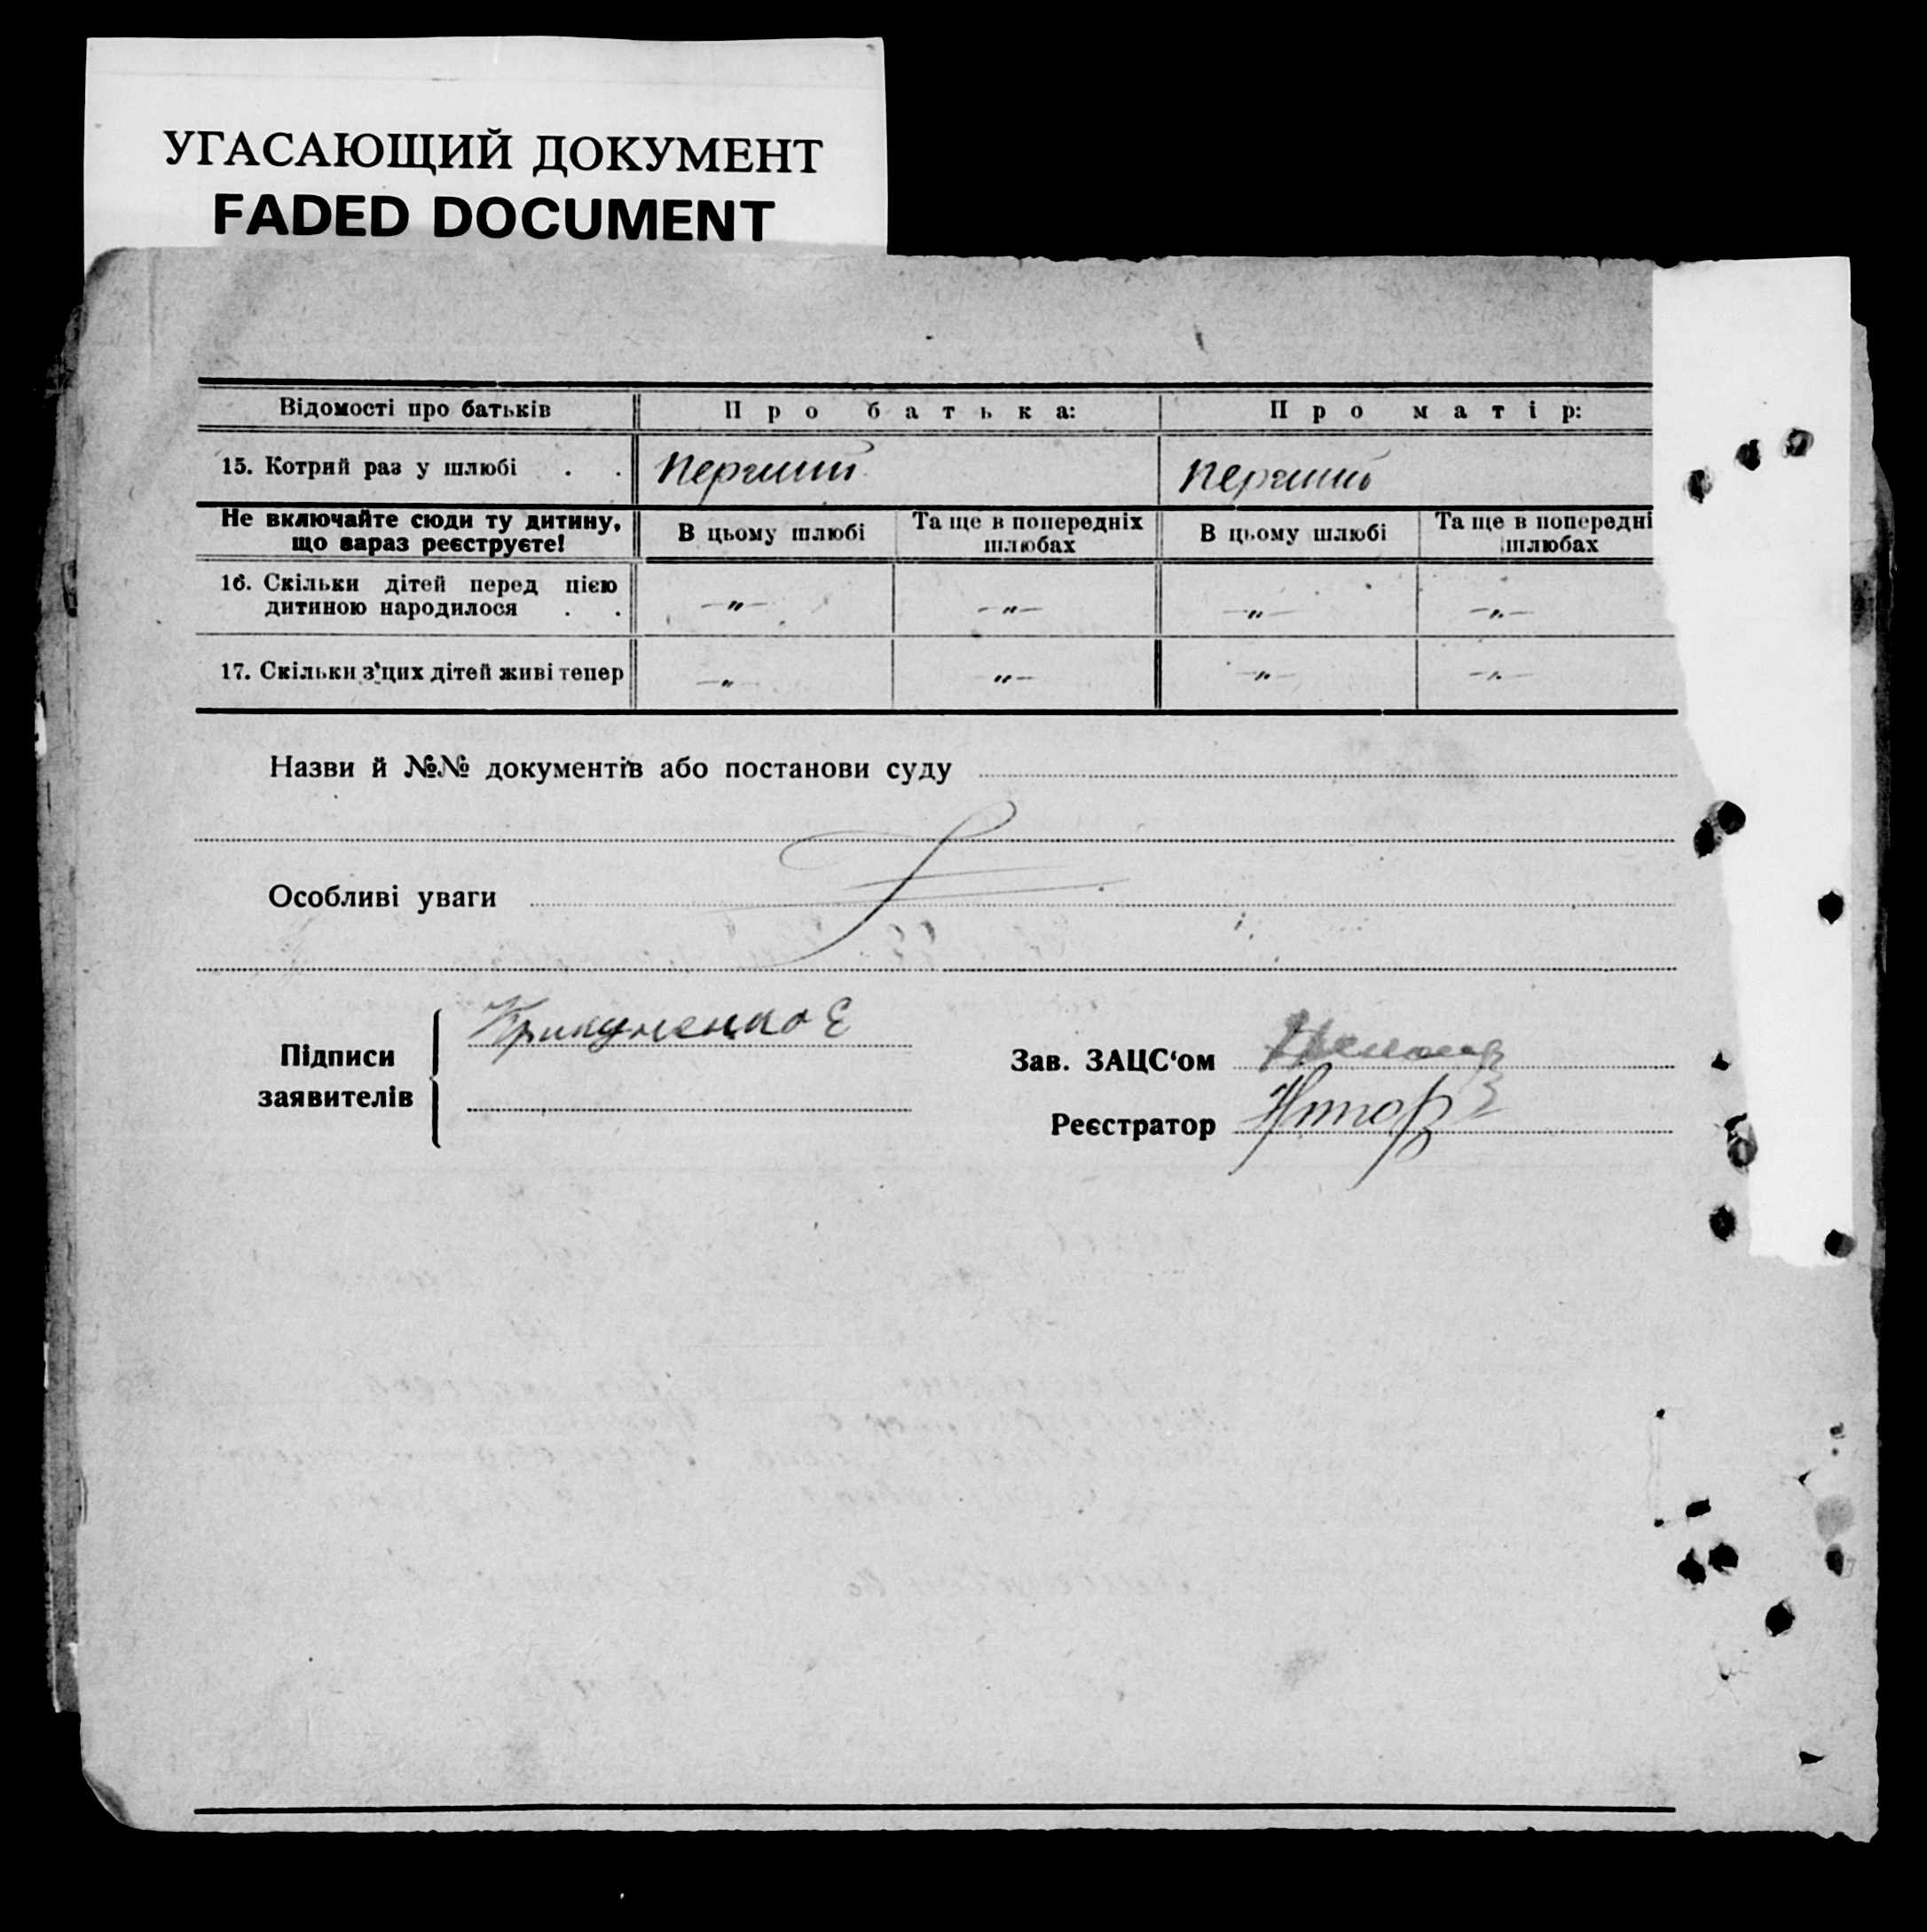 УГАСАЮЩИЙ ДОКУМЕНТ
FADED DOCUMENT
Відомості про батьків Про батька: Про матір:
15. Котрий раз у шлюбі . . перший перший
Не включайте сюди ту дитину, що вараз реєструєте! В цьому шлюбі Та ще в попередніх шлюбах В цьому шлюбі Та ще в попередні шлюбах
16. Скільки дітей перед цією
дитиною народилося . . —"— —"— —"— —"—
17. Скільки з'цих дітей живі тепер —"— "— —"— —"—
Назви й №№ документів або постанови суду
Особливі уваги
Підписи
заявителів
Зав. ЗАЦС'ом
Реєстратор